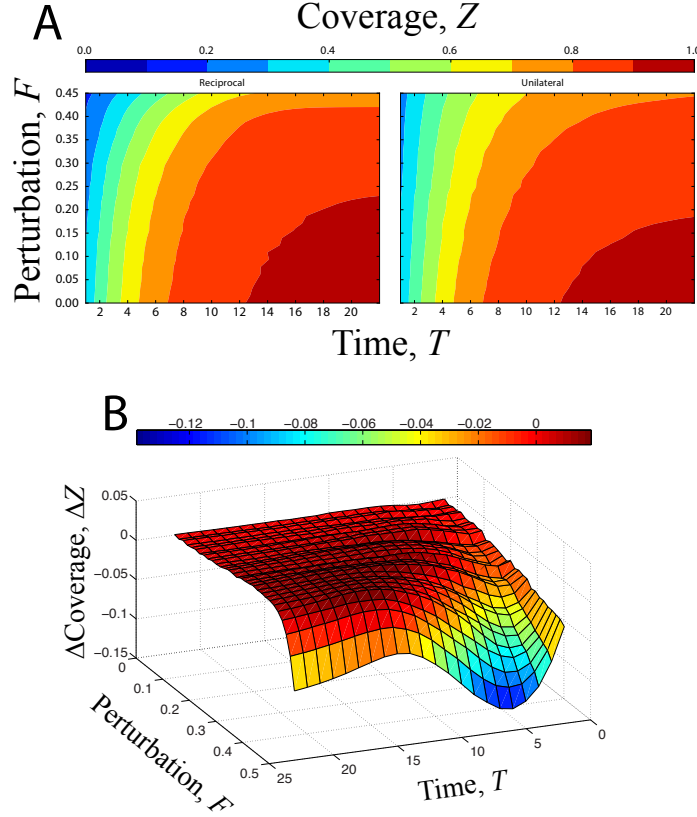 A
Coverage, Z
0.0 0.2 0.4 0.6 0.8 1.0
Reciprocal Unilateral
Perturbation, F
0.45
0.40
0.35
0.30
0.25
0.20
0.15
0.10
0.05
0.00
2 4 6 8 10 12 14 16 18 20
2 4 6 8 10 12 14 16 18 20
Time, T
B
−0.12 −0.1 −0.08 −0.06 −0.04 −0.02 0
ΔCoverage, ΔZ
0.05
0
−0.05
−0.1
−0.15
0
0.1
0.2
0.3
0.4
0.5
Perturbation, F
25
20
15
10
5
0
Time, T